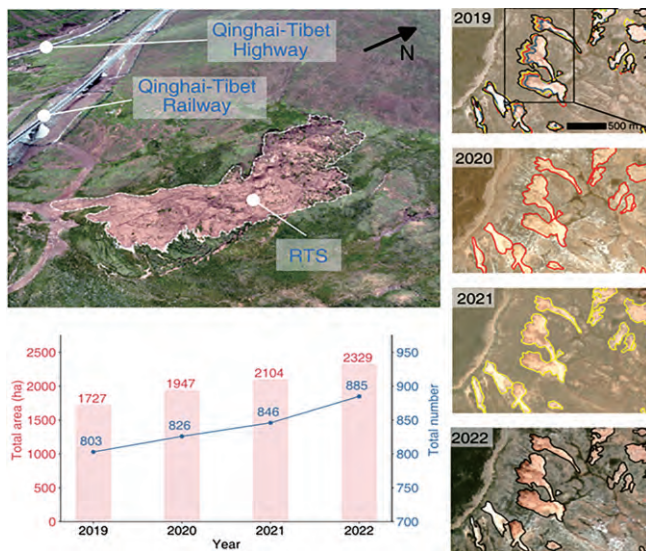 Qinghai-Tibet
Highway
N
Qinghai-Tibet
Railway
RTS
2019
500 m
2020
2021
2022
Total area (ha)
2500
2000
1500
1000
500
0
1727
1947
2104
2329
803
826
846
885
950
900
850
800
750
700
Total number
2019
2020
2021
2022
Year